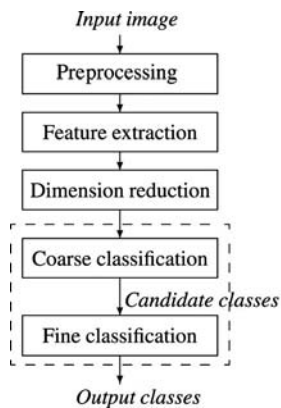 Input image
Preprocessing
Feature extraction
Dimension reduction
Coarse classification
Candidate classes
Fine classification
Output classes